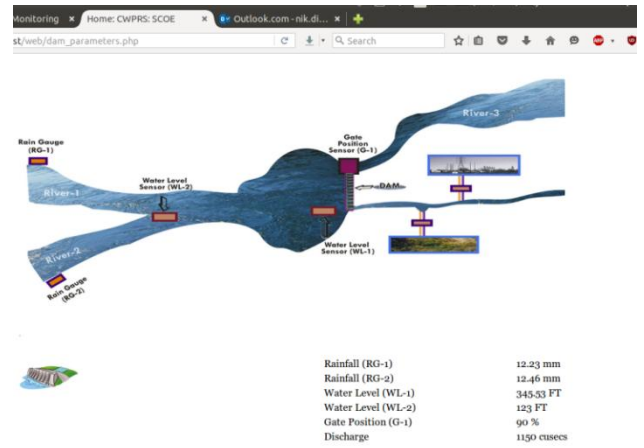 Monitoring
Home: CWPRS: SCOE
Outlook.com - nik.di...
st/web/dam_parameters.php
Search
ABP
River-3
Gate
Position
Sensor (G-1)
Rain Gauge
(RG-1)
Water Level
Sensor (WL-2)
DAM
River-1
Water Level
Sensor (WL-1)
River-2
Rain Gauge
(RG-2)
Rainfall (RG-1) 12.23 mm
Rainfall (RG-2) 12.46 mm
Water Level (WL-1) 345.53 FT
Water Level (WL-2) 123 FT
Gate Position (G-1) 90 %
Discharge 1150 cusecs